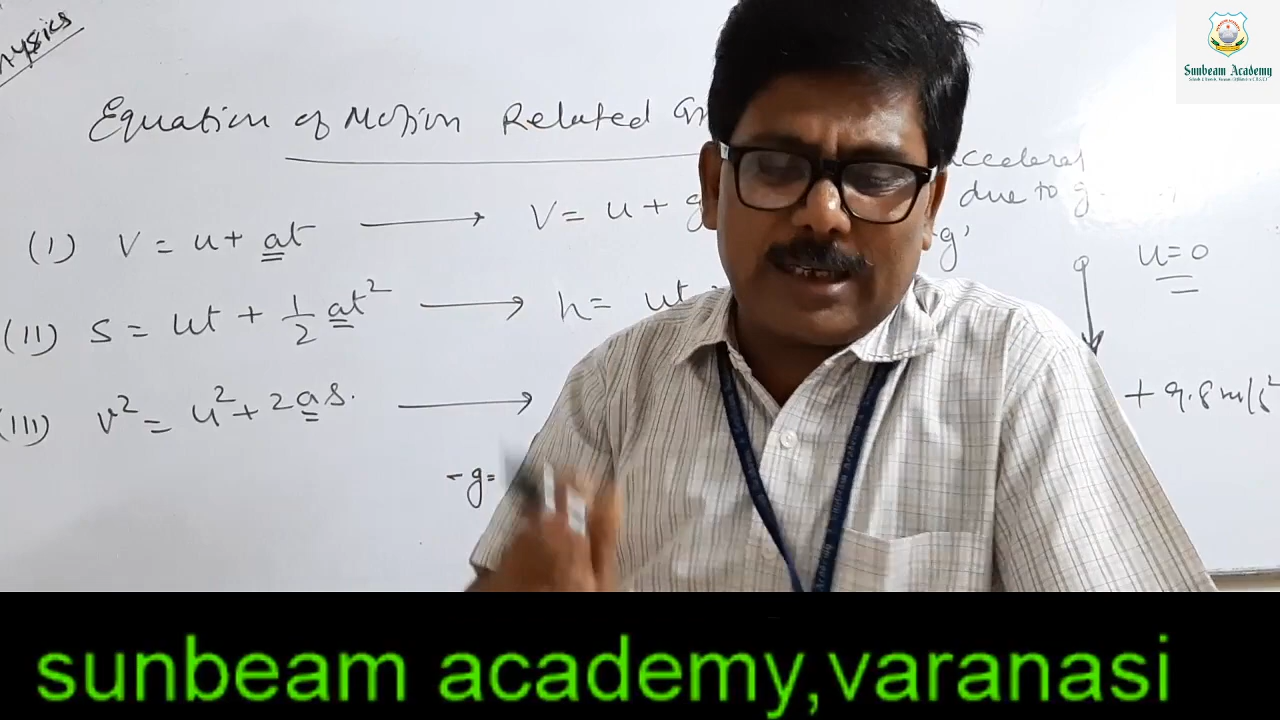 Physics
Sunbeam Academy
Equation of Motion Related
acceleration
due to
(I) V = u + at → V = u +
'g'
u = 0
(II) S = ut + 1/2 at² → h = ut
(III) v² = u² + 2as. →
+ 9.8 m/s²
-g =
sunbeam academy,varanasi